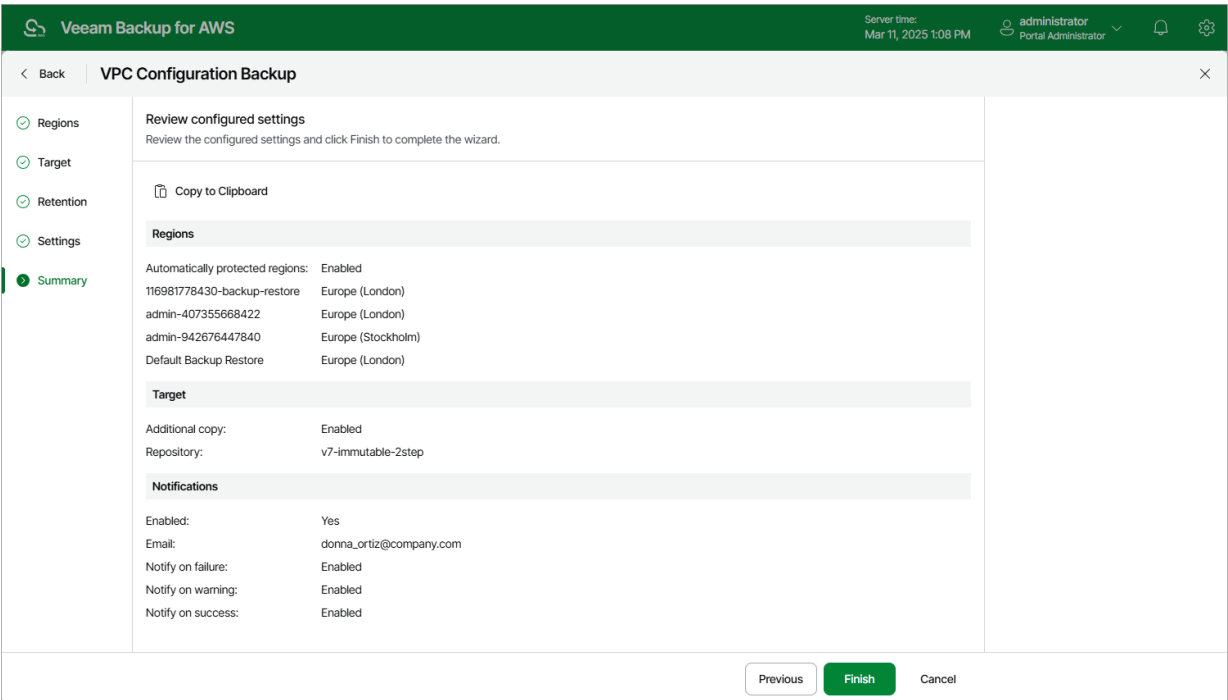 Veeam Backup for AWS
Server time:
Mar 11, 2025 1:08 PM
administrator
Portal Administrator
Back
VPC Configuration Backup
Regions
Target
Retention
Settings
Summary
Review configured settings
Review the configured settings and click Finish to complete the wizard.
Copy to Clipboard
Regions
Automatically protected regions: Enabled
116981778430-backup-restore Europe (London)
admin-407355668422 Europe (London)
admin-942676447840 Europe (Stockholm)
Default Backup Restore Europe (London)
Target
Additional copy: Enabled
Repository: v7-immutable-2step
Notifications
Enabled: Yes
Email: donna_ortiz@company.com
Notify on failure: Enabled
Notify on warning: Enabled
Notify on success: Enabled
Previous Finish Cancel